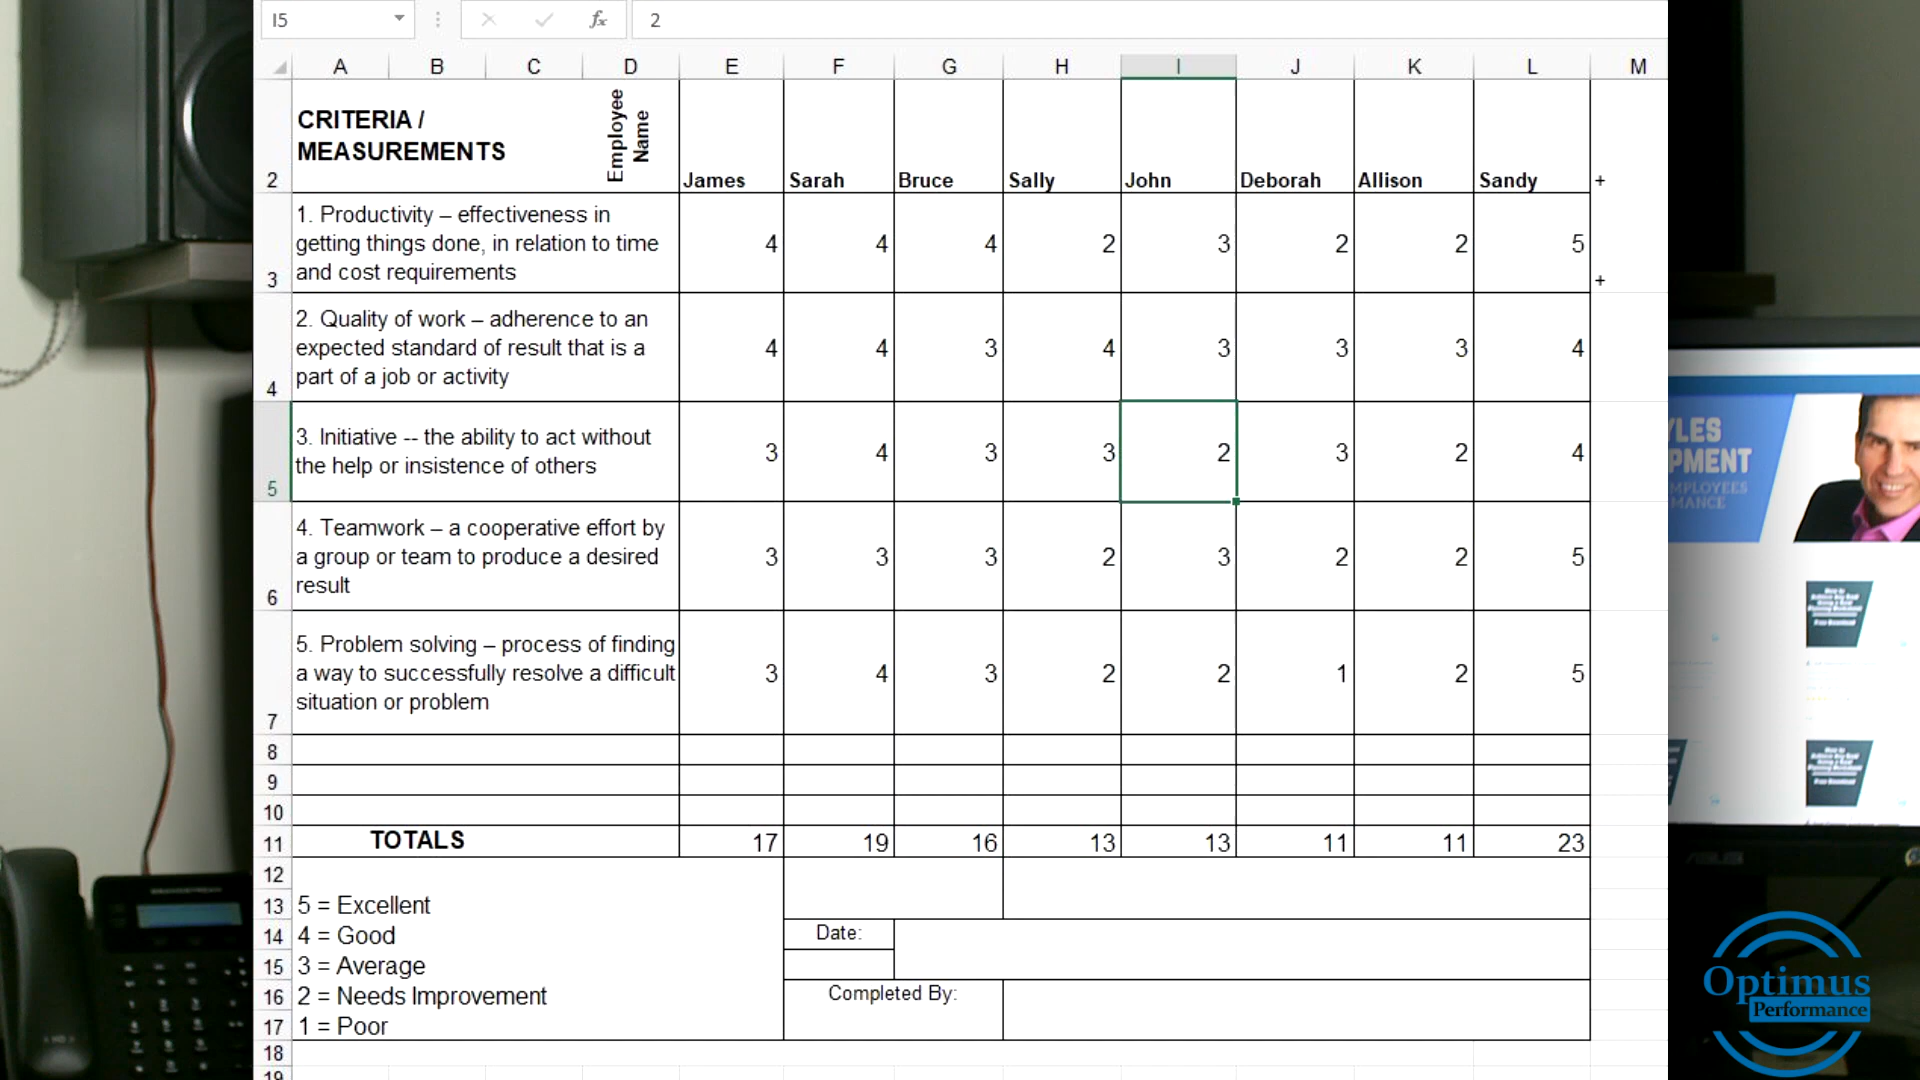 I5 fx 2
A B C D E F G H I J K L M
CRITERIA /
MEASUREMENTS
Employee
Name
2 James Sarah Bruce Sally John Deborah Allison Sandy +
1. Productivity – effectiveness in
getting things done, in relation to time
and cost requirements
3 4 4 4 2 3 2 2 5 +
2. Quality of work – adherence to an
expected standard of result that is a
part of a job or activity
4 4 4 3 4 3 3 3 4
3. Initiative -- the ability to act without
the help or insistence of others
5 3 4 3 3 2 3 2 4
4. Teamwork – a cooperative effort by
a group or team to produce a desired
result
6 3 3 3 2 3 2 2 5
5. Problem solving – process of finding
a way to successfully resolve a difficult
situation or problem
7 3 4 3 2 2 1 2 5
8
9
10
11 TOTALS 17 19 16 13 13 11 11 23
12
13 5 = Excellent
14 4 = Good Date:
15 3 = Average
16 2 = Needs Improvement Completed By:
17 1 = Poor
18
19
YLES
PMENT
MPLOYEES
MANCE
ASUS
Optimus
Performance